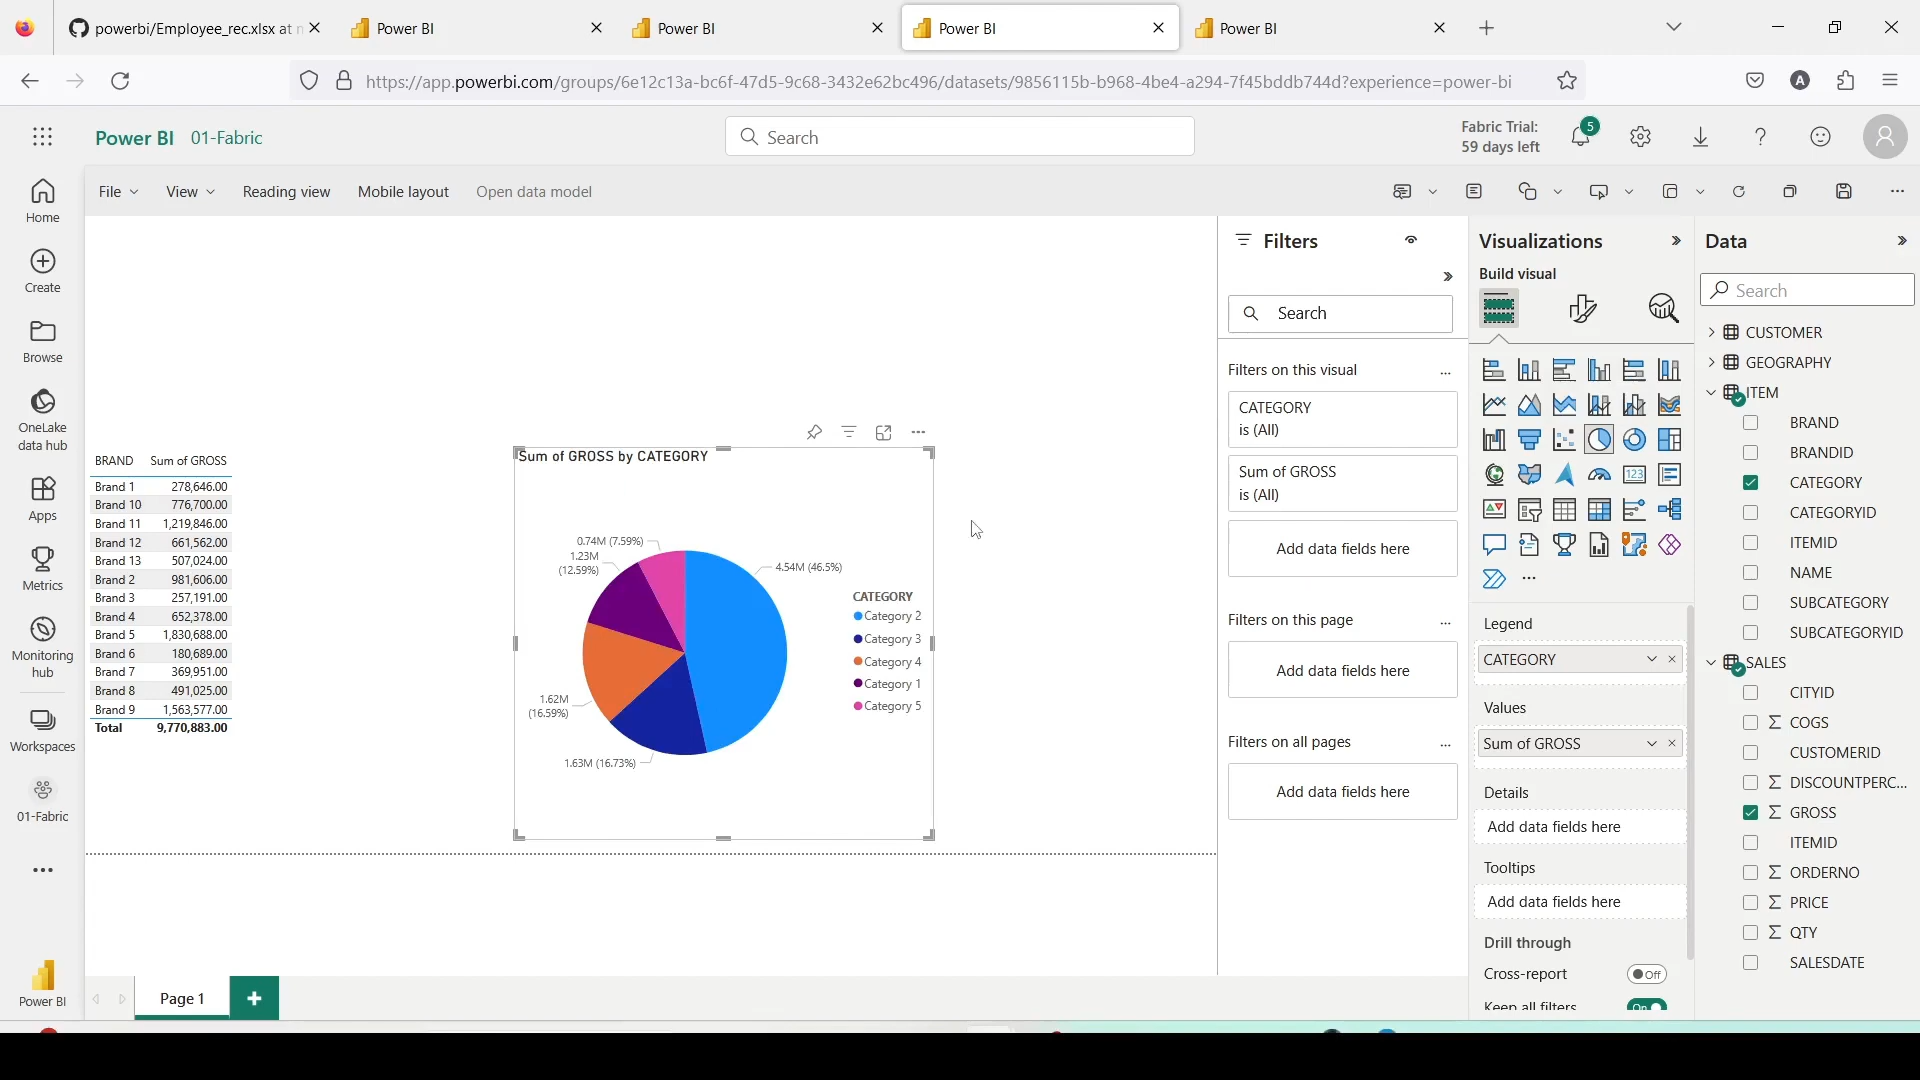 powerbi/Employee_rec.xlsx at n
Power BI
Power BI
Power BI
Power BI
https://app.powerbi.com/groups/6e12c13a-bc6f-47d5-9c68-3432e62bc496/datasets/9856115b-b968-4be4-a294-7f45bddb744d?experience=power-bi
A
Power BI 01-Fabric
Search
Fabric Trial:
59 days left
5
File View Reading view Mobile layout Open data model
Home
Create
Browse
OneLake
data hub
Apps
Metrics
Monitoring
hub
Workspaces
01-Fabric
Power BI
BRAND Sum of GROSS
Brand 1 278,646.00
Brand 10 776,700.00
Brand 11 1,219,846.00
Brand 12 661,562.00
Brand 13 507,024.00
Brand 2 981,606.00
Brand 3 257,191.00
Brand 4 652,378.00
Brand 5 1,830,688.00
Brand 6 180,689.00
Brand 7 369,951.00
Brand 8 491,025.00
Brand 9 1,563,577.00
Total 9,770,883.00
Sum of GROSS by CATEGORY
0.74M (7.59%)
1.23M
(12.59%)
4.54M (46.5%)
1.62M
(16.59%)
1.63M (16.73%)
CATEGORY
Category 2
Category 3
Category 4
Category 1
Category 5
Page 1
Filters
Search
Filters on this visual
CATEGORY
is (All)
Sum of GROSS
is (All)
Add data fields here
Filters on this page
Add data fields here
Filters on all pages
Add data fields here
Visualizations
Build visual
123
Legend
CATEGORY
Values
Sum of GROSS
Details
Add data fields here
Tooltips
Add data fields here
Drill through
Cross-report Off
Keep all filters On
Data
Search
CUSTOMER
GEOGRAPHY
ITEM
BRAND
BRANDID
CATEGORY
CATEGORYID
ITEMID
NAME
SUBCATEGORY
SUBCATEGORYID
SALES
CITYID
COGS
CUSTOMERID
DISCOUNTPERC...
GROSS
ITEMID
ORDERNO
PRICE
QTY
SALESDATE